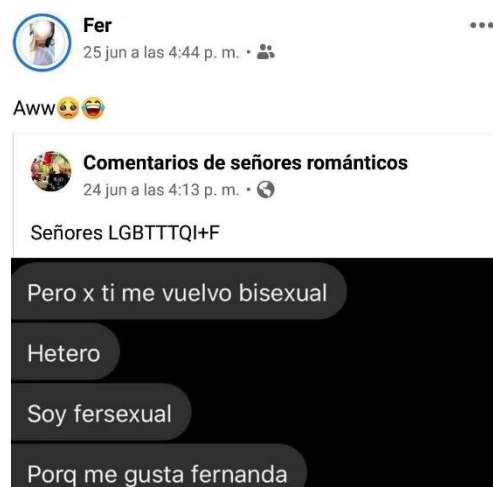 Fer
25 jun a las 4:44 p. m. ·
Aww🥺😂
Comentarios de señores románticos
24 jun a las 4:13 p. m. ·
Señores LGBTTTQI+F
Pero x ti me vuelvo bisexual
Hetero
Soy fersexual
Porq me gusta fernanda